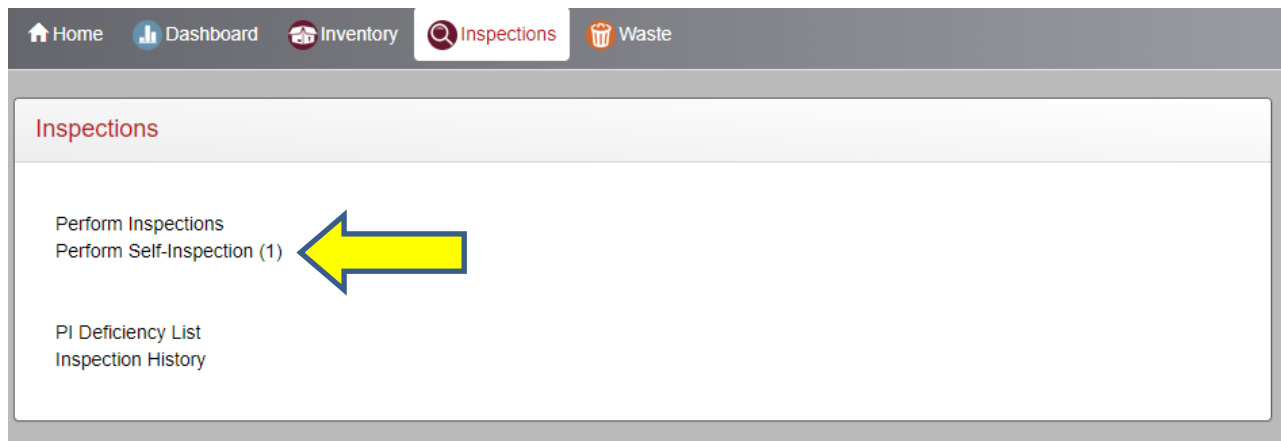 Home Dashboard Inventory Inspections Waste
Inspections
Perform Inspections
Perform Self-Inspection (1)
PI Deficiency List
Inspection History